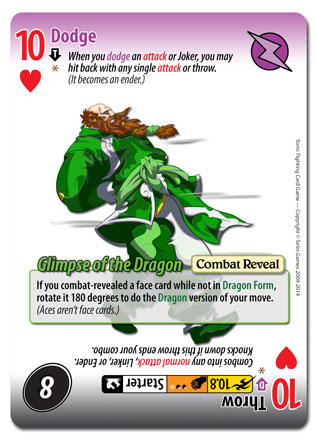 10 Dodge
When you dodge an attack or Joker, you may
* hit back with any single attack or throw.
(It becomes an ender.)
Yomi Fighting Card Game — Copyright © Sirlin Games 2004-2014
Glimpse of the Dragon Combat Reveal
If you combat-revealed a face card while not in Dragon Form,
rotate it 180 degrees to do the Dragon version of your move.
(Aces aren't face cards.)
8
10 Throw
10.8 Starter
Combos into any normal attack, Linker, or Ender.
Knocks down if this throw ends your combo.